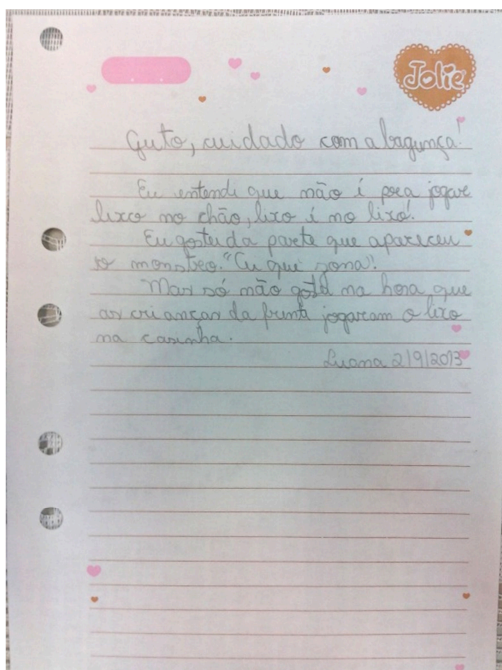 Jolie
Guto, cuidado com a bagunça!
Eu entendi que não é pra jogar
lixo no chão, lixo é no lixo!
Eu gostei da parte que apareceu
o monstro. "Eu que zona".
Mas só não gostei na hora que
as crianças da frente jogaram o lixo
na casinha.
Luana 2/9/2013